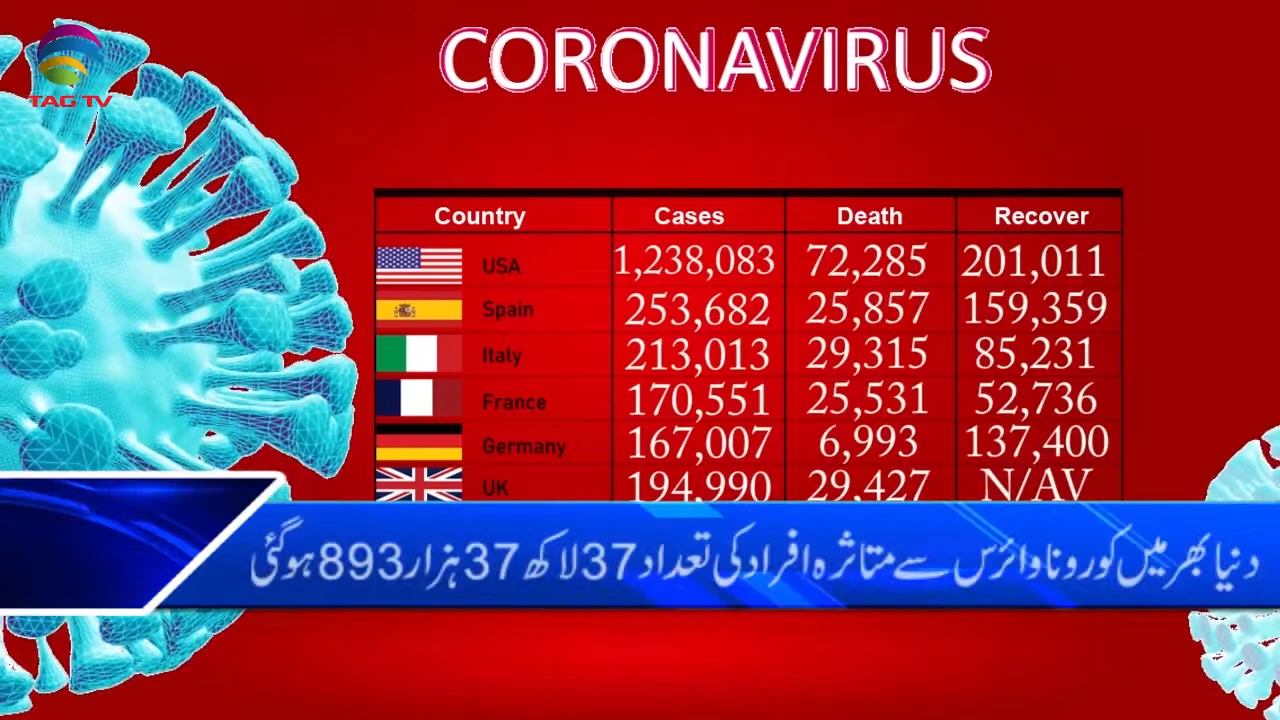 TAG TV
CORONAVIRUS
Country Cases Death Recover
USA 1,238,083 72,285 201,011
Spain 253,682 25,857 159,359
Italy 213,013 29,315 85,231
France 170,551 25,531 52,736
Germany 167,007 6,993 137,400
UK 194,990 29,427 N/AV
دنیا بھر میں کورونا وائرس سے متاثرہ افراد کی تعداد 37 لاکھ 37 ہزار 893 ہو گئی